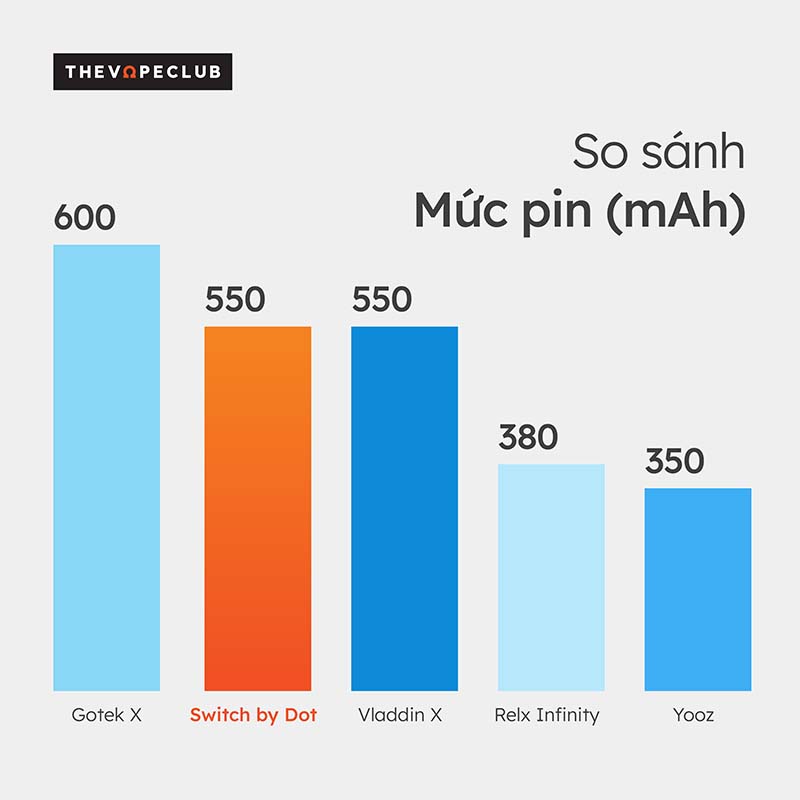 THEVAPECLUB
So sánh
Mức pin (mAh)
600
550
550
380
350
Gotek X
Switch by Dot
Vladdin X
Relx Infinity
Yooz